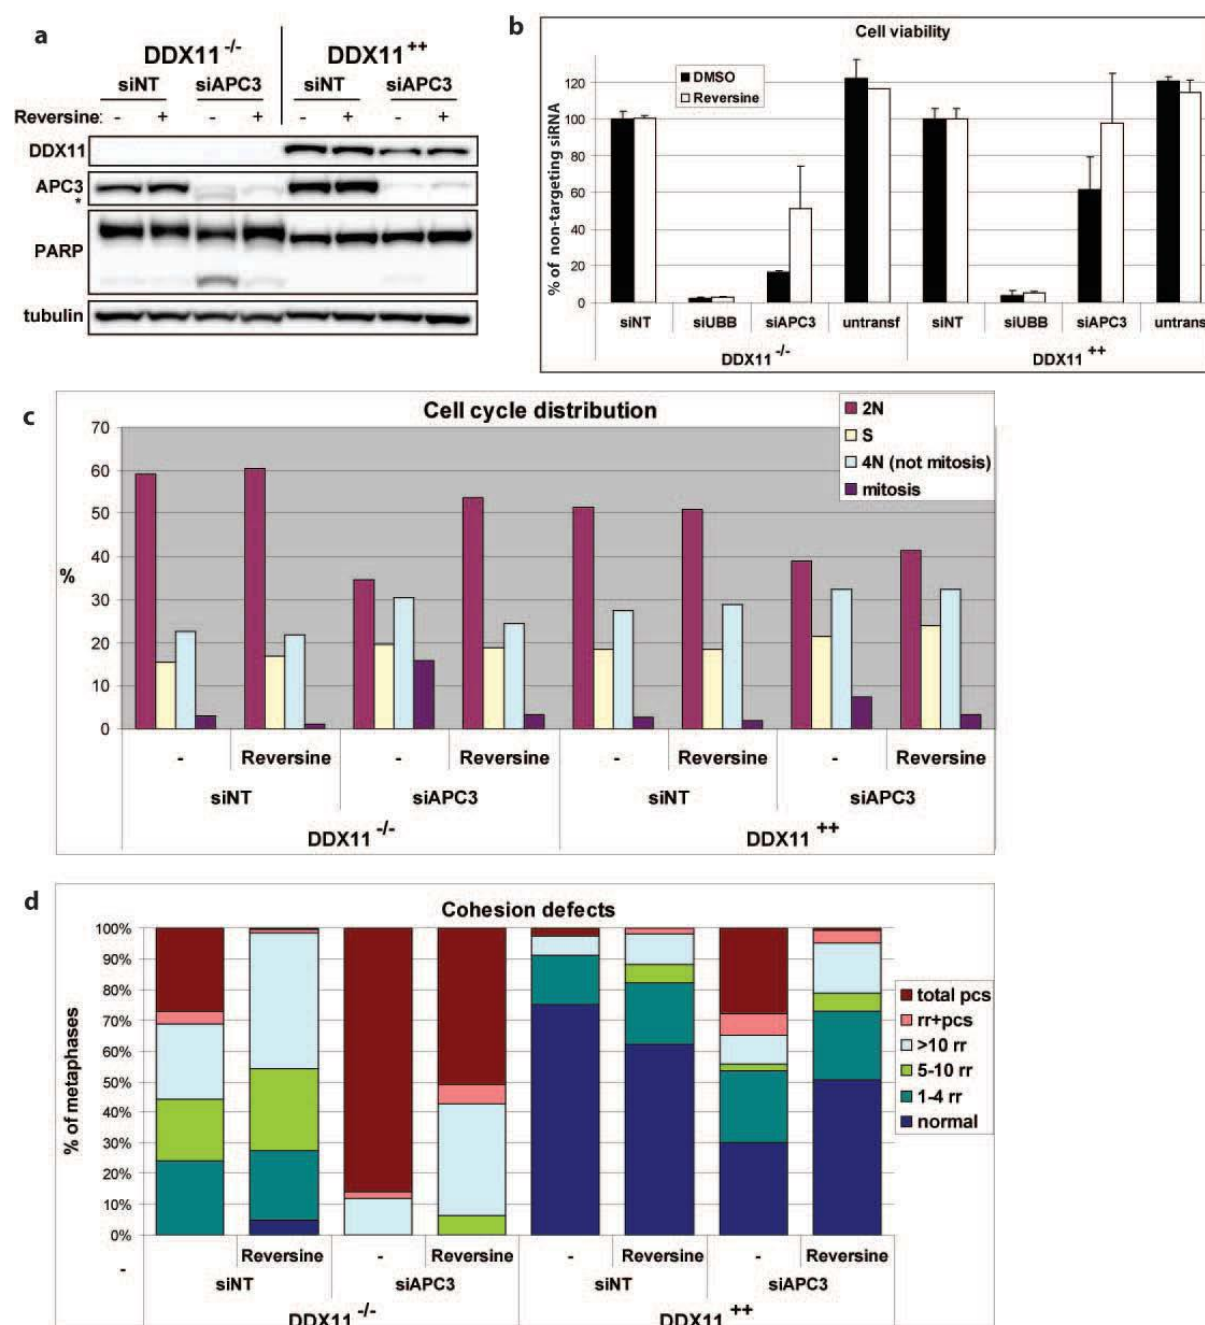 a
DDX11 -/- DDX11 ++
siNT siAPC3 siNT siAPC3
Reversine: - + - + - + - +
DDX11
APC3
*
PARP
tubulin
b
Cell viability
DMSO
Reversine
% of non-targeting siRNA
120
100
80
60
40
20
0
siNT siUBB siAPC3 untransf siNT siUBB siAPC3 untrans
DDX11 -/- DDX11 ++
c
Cell cycle distribution
2N
S
4N (not mitosis)
mitosis
%
70
60
50
40
30
20
10
0
- Reversine - Reversine - Reversine - Reversine
siNT siAPC3 siNT siAPC3
DDX11 -/- DDX11 ++
d
Cohesion defects
% of metaphases
100%
90%
80%
70%
60%
50%
40%
30%
20%
10%
0%
total pcs
rr+pcs
>10 rr
5-10 rr
1-4 rr
normal
- Reversine - Reversine - Reversine - Reversine
siNT siAPC3 siNT siAPC3
DDX11 -/- DDX11 ++